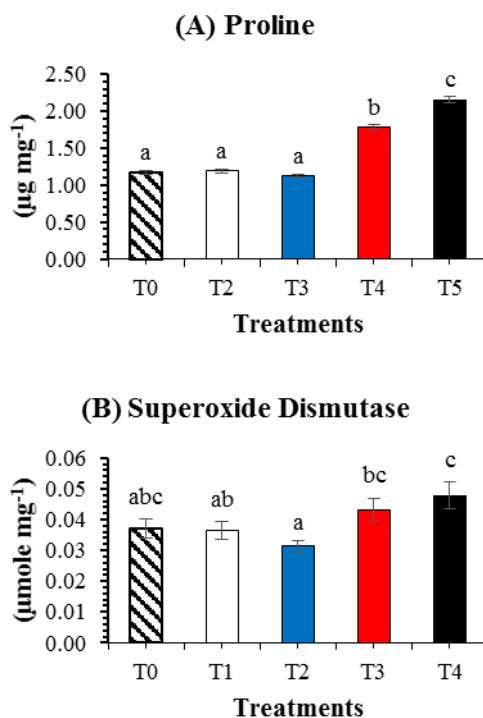 (A) Proline
(µg mg⁻¹)
2.50
2.00
1.50
1.00
0.50
0.00
a
a
a
b
c
T0 T2 T3 T4 T5
Treatments
(B) Superoxide Dismutase
(µmole mg⁻¹)
0.06
0.05
0.04
0.03
0.02
0.01
0.00
abc
ab
a
bc
c
T0 T1 T2 T3 T4
Treatments